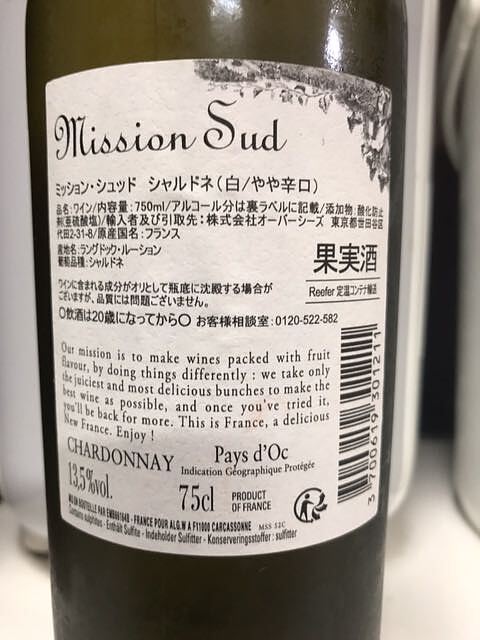 Mission Sud
ミッション・シュッド シャルドネ(白/やや辛口)
品名:ワイン/内容量:750ml/アルコール分は裏ラベルに記載/添加物:酸化防止
剤(亜硫酸塩)/輸入者及び引取先:株式会社オーバーシーズ 東京都世田谷区
代田2-31-8/原産国名:フランス
産地名:ラングドック・ルーション
葡萄品種:シャルドネ
果実酒
Reefer 定温コンテナ輸送
ワインに含まれる成分がオリとして瓶底に沈殿する場合が
ございますが、品質には問題ございません。
〇飲酒は20歳になってから〇 お客様相談室:0120-522-582
Our mission is to make wines packed with fruit
flavour, by doing things differently : we take only
the juiciest and most delicious bunches to make the
best wine as possible, and once you've tried it,
you'll be back for more. This is France, a delicious
New France. Enjoy !
CHARDONNAY Pays d'Oc
Indication Géographique Protégée
13,5%vol. 75cl PRODUCT
OF FRANCE
MIS EN BOUTEILLE PAR EMB66164B - FRANCE POUR ALG.W A F11000 CARCASSONNE MSS 52C
Contains sulphites - Enthält Sulfite - Indeholder Sulfitter - Konserveringsstoffer : sulfitter
3 700619 301211